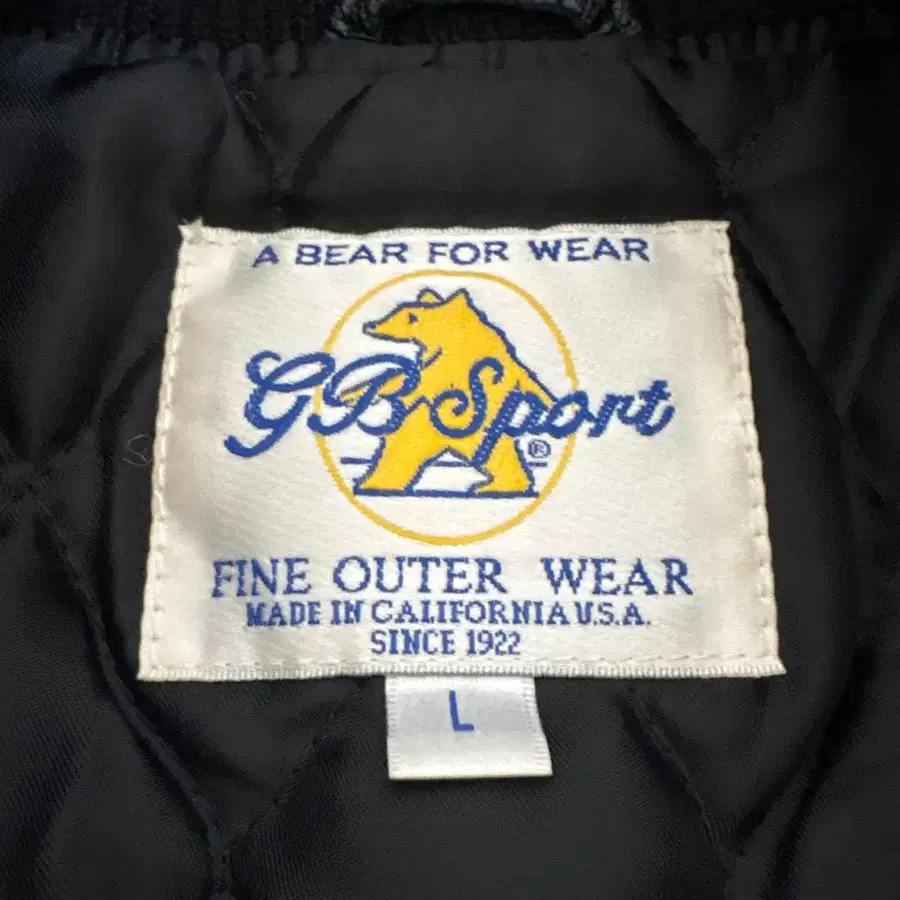 A BEAR FOR WEAR
GB Sport
®
FINE OUTER WEAR
MADE IN CALIFORNIA U.S.A.
SINCE 1922
L